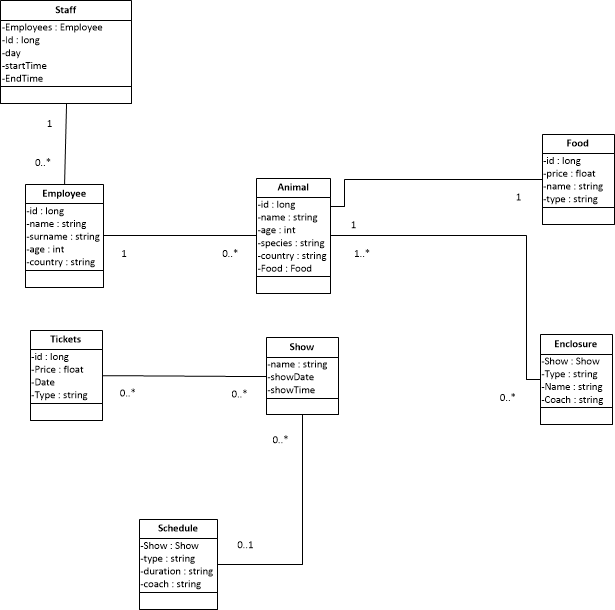 Staff
-Employees : Employee
-Id : long
-day
-startTime
-EndTime
1
0..*
Employee
-id : long
-name : string
-surname : string
-age : int
-country : string
1
0..*
Animal
-id : long
-name : string
-age : int
-species : string
-country : string
-Food : Food
1
1..*
Food
-id : long
-price : float
-name : string
-type : string
1
Enclosure
-Show : Show
-Type : string
-Name : string
-Coach : string
0..*
Tickets
-id : long
-Price : float
-Date
-Type : string
0..*
0..*
Show
-name : string
-showDate
-showTime
0..*
0..1
Schedule
-Show : Show
-type : string
-duration : string
-coach : string